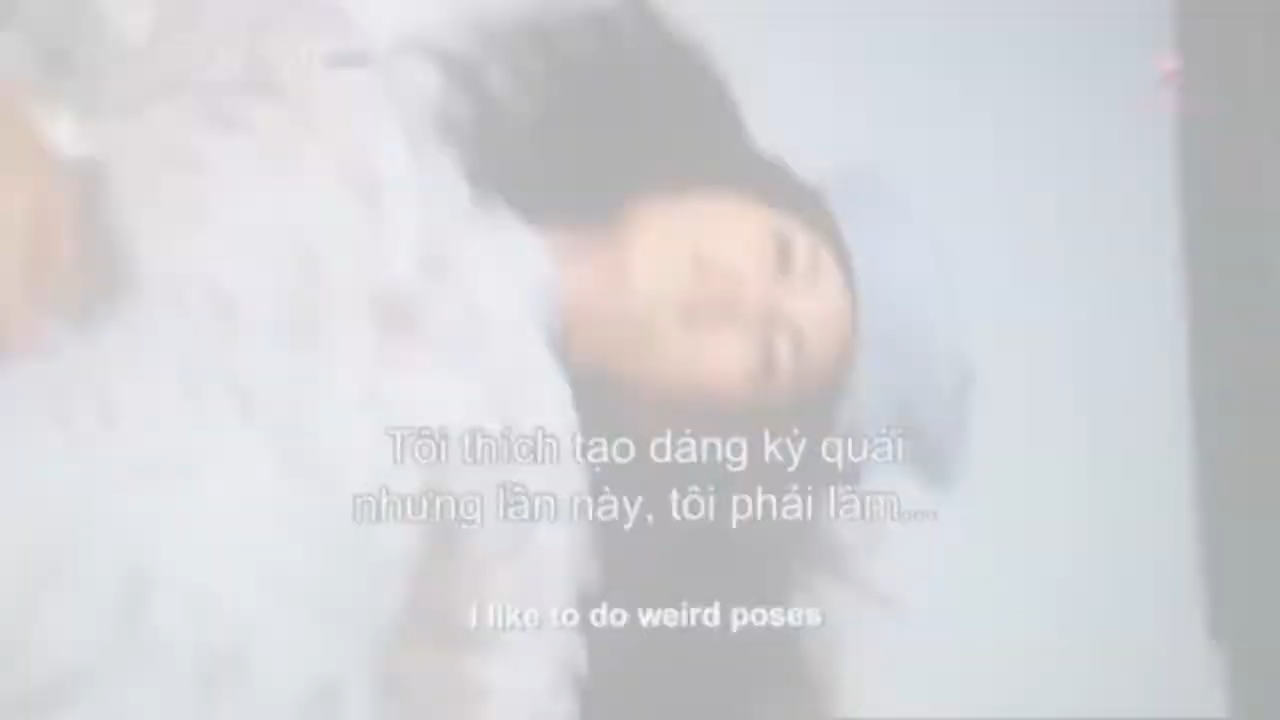 Tôi thích tạo dáng kỳ quái
nhưng lần này, tôi phải làm...
I like to do weird poses